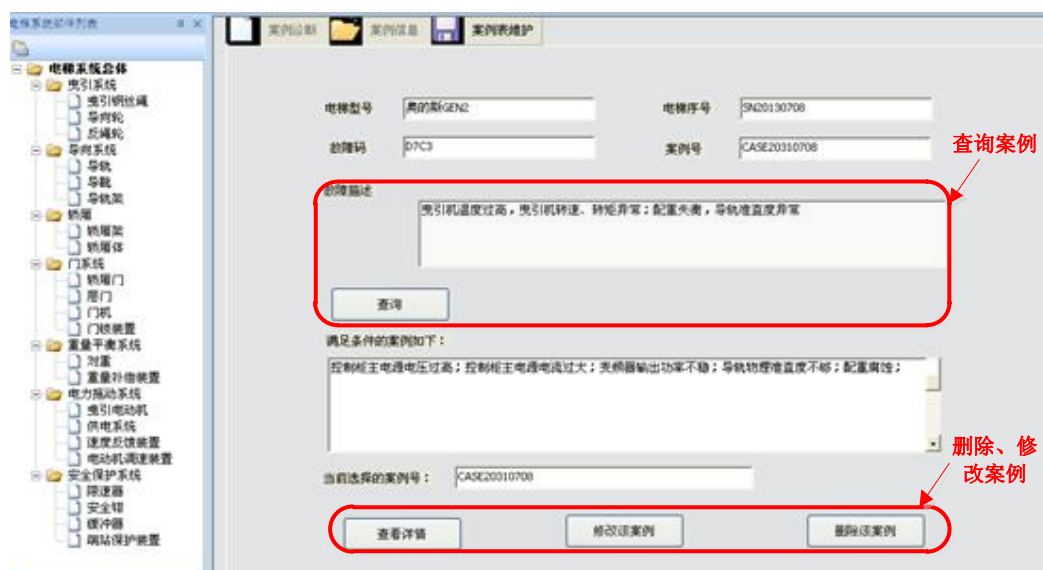 电梯系统部件列表
案例诊断 案例信息 案例表维护
电梯系统总体
曳引系统
曳引钢丝绳
导向轮
反绳轮
导向系统
导轨
导靴
导轨架
轿厢
轿厢架
轿厢体
门系统
轿厢门
层门
门机
门锁装置
重量平衡系统
对重
重量补偿装置
电力拖动系统
曳引电动机
供电系统
速度反馈装置
电动机调速装置
安全保护系统
限速器
安全钳
缓冲器
端站保护装置
电梯型号 奥的斯GEN2 电梯序号 SN20130708
故障码 D7C3 案例号 CASE20310708
查询案例
故障描述
曳引机温度过高，曳引机转速、转矩异常；配置失衡，导轨准直度异常
查询
满足条件的案例如下：
控制柜主电源电压过高；控制柜主电源电流过大；变频器输出功率不稳；导轨物理准直度不够；配置腐蚀；
删除、修
改案例
当前选择的案例号： CASE20310708
查看详情 修改该案例 删除该案例